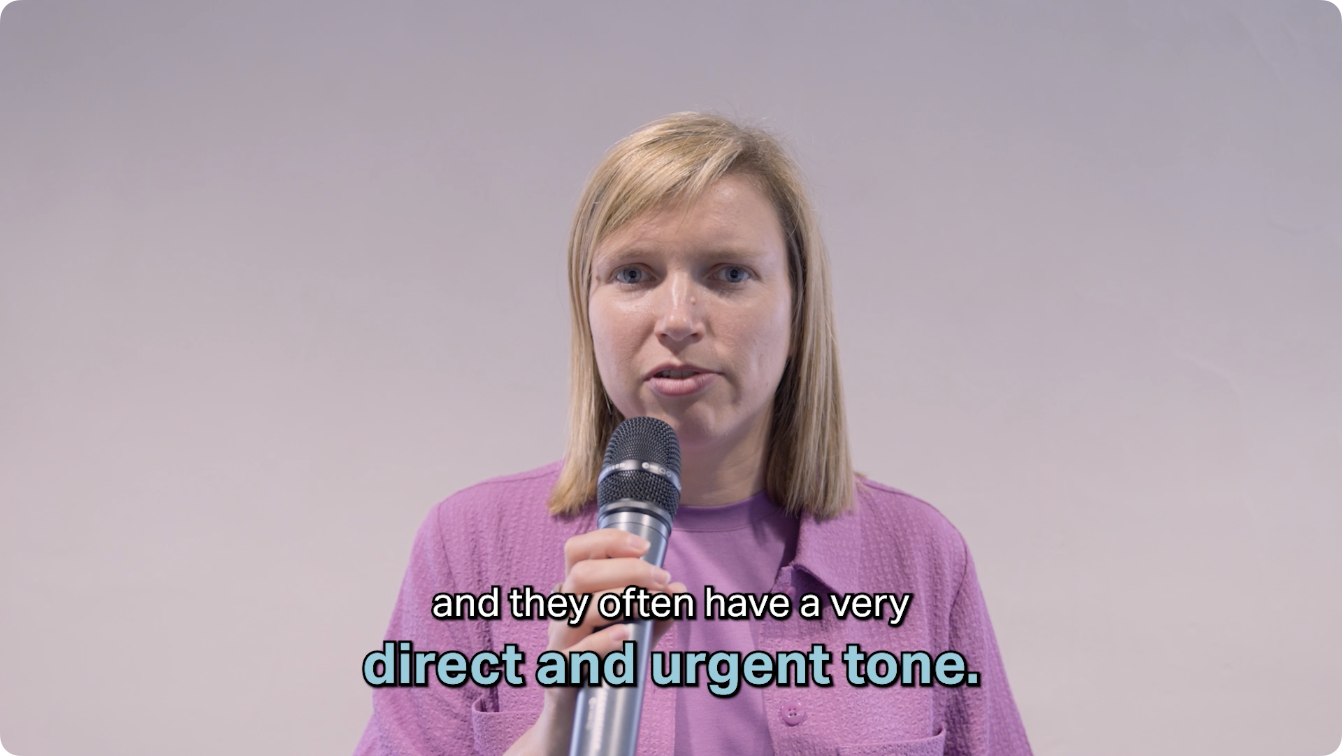 and they often have a very
direct and urgent tone.